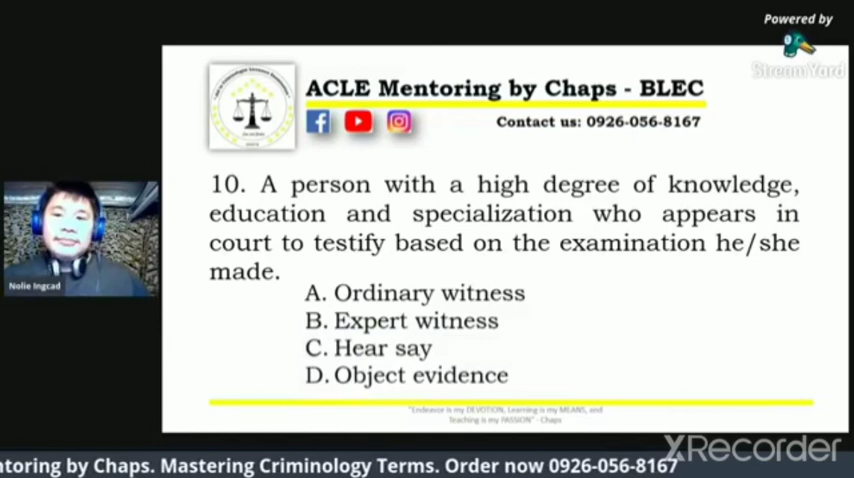 Powered by
StreamYard
ACLE Mentoring by Chaps - BLEC
Contact us: 0926-056-8167
10. A person with a high degree of knowledge,
education and specialization who appears in
court to testify based on the examination he/she
made.
A. Ordinary witness
B. Expert witness
C. Hear say
D. Object evidence
Nolie Ingcad
"Endeavor is my DEVOTION, Learning is my MEANS, and
Teaching is my PASSION" - Chaps
XRecorder
ntoring by Chaps. Mastering Criminology Terms. Order now 0926-056-8167